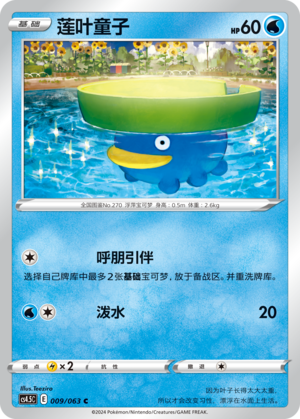 基础 莲叶童子 HP60
全国图鉴No.270 浮萍宝可梦 身高：0.5m 体重：2.6kg
呼朋引伴
选择自己牌库中最多2张基础宝可梦，放于备战区。并重洗牌库。
泼水 20
弱点 ×2 抵抗力 撤退
Illus.Teeziro
CS4.5C E 009/063 C
因为叶子长得太大太重，
所以才会改变习性，漂浮在水面上生活。
©2024 Pokémon/Nintendo/Creatures/GAME FREAK.